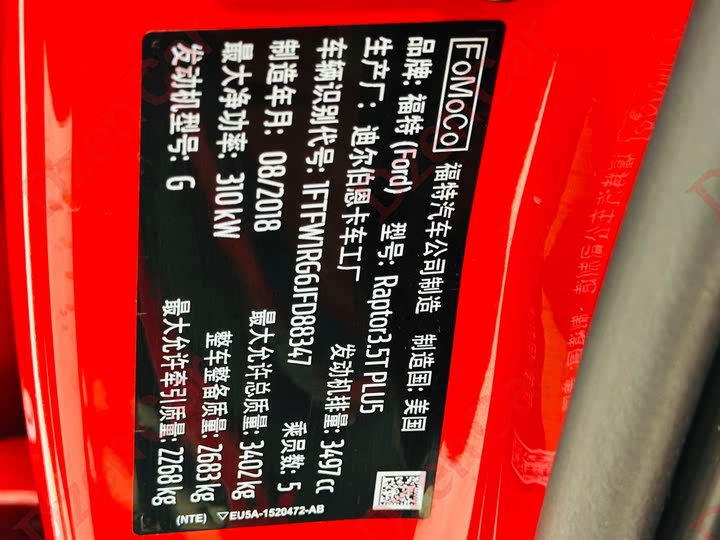 FoMoCo 福特汽车公司制造 制造国: 美国
品牌: 福特 (Ford) 型号: Raptor3.5T PLU5
生产厂: 迪尔伯恩卡车工厂 发动机排量: 3497 cc
车辆识别代号: 1FTFW1RG6JFD88347 乘员数: 5
制造年月: 08/2018 最大允许总质量: 3402 kg
最大净功率: 310 kW 整车整备质量: 2683 kg
发动机型号: G 最大允许牵引质量: 2268 kg
(NTE) ▽EU5A-1520472-AB